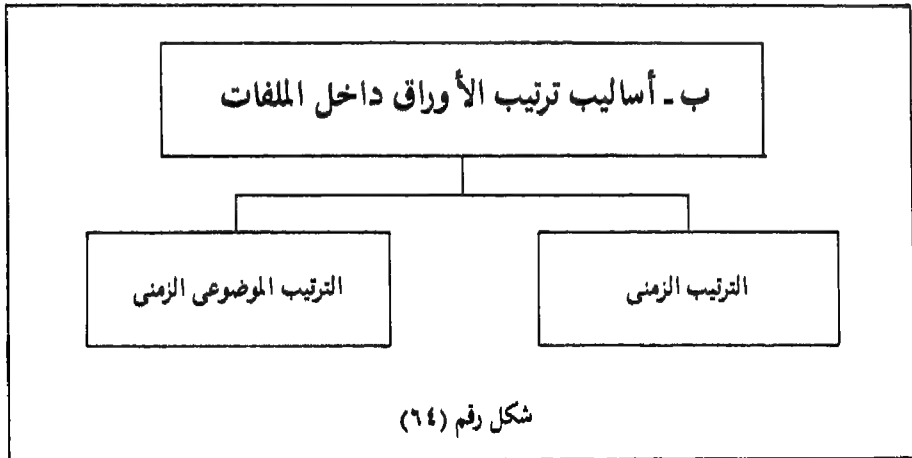 ب - أساليب ترتيب الأوراق داخل الملفات
الترتيب الزمنى
الترتيب الموضوعى الزمنى
شكل رقم (٦٤)